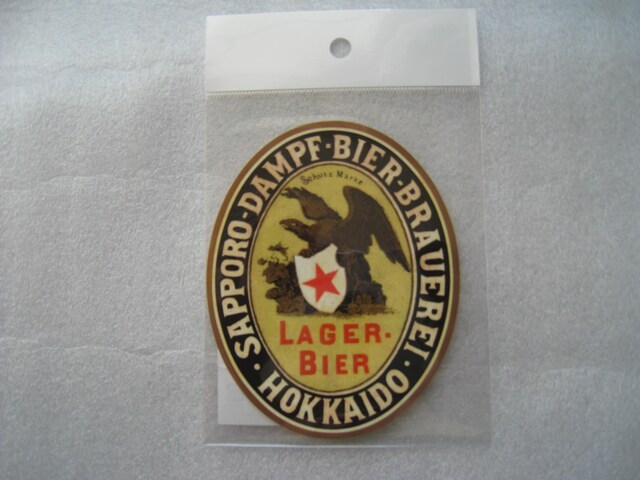 SAPPORO-DAMPF-BIER-BRAUEREI
Schutz Marke
LAGER-
BIER
· HOKKAIDO ·